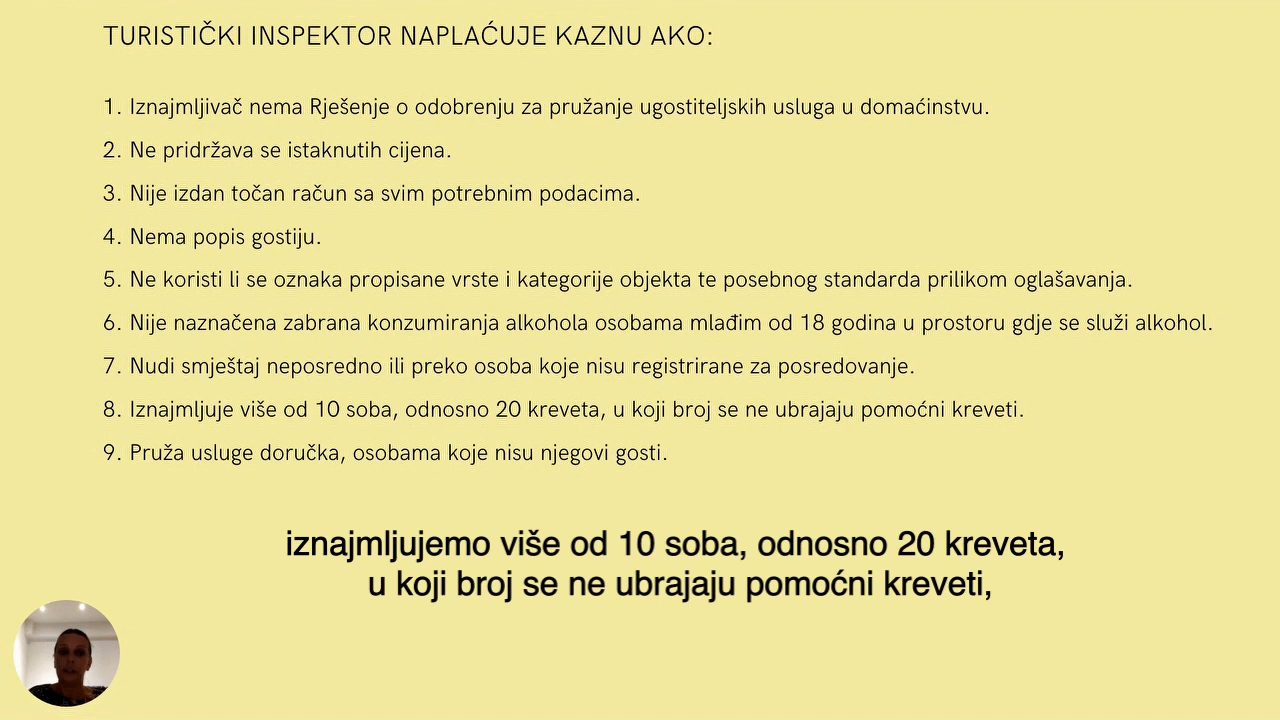 TURISTIČKI INSPEKTOR NAPLAĆUJE KAZNU AKO:
1. Iznajmljivač nema Rješenje o odobrenju za pružanje ugostiteljskih usluga u domaćinstvu.
2. Ne pridržava se istaknutih cijena.
3. Nije izdan točan račun sa svim potrebnim podacima.
4. Nema popis gostiju.
5. Ne koristi li se oznaka propisane vrste i kategorije objekta te posebnog standarda prilikom oglašavanja.
6. Nije naznačena zabrana konzumiranja alkohola osobama mlađim od 18 godina u prostoru gdje se služi alkohol.
7. Nudi smještaj neposredno ili preko osoba koje nisu registrirane za posredovanje.
8. Iznajmljuje više od 10 soba, odnosno 20 kreveta, u koji broj se ne ubrajaju pomoćni kreveti.
9. Pruža usluge doručka, osobama koje nisu njegovi gosti.
iznajmljujemo više od 10 soba, odnosno 20 kreveta,
u koji broj se ne ubrajaju pomoćni kreveti,